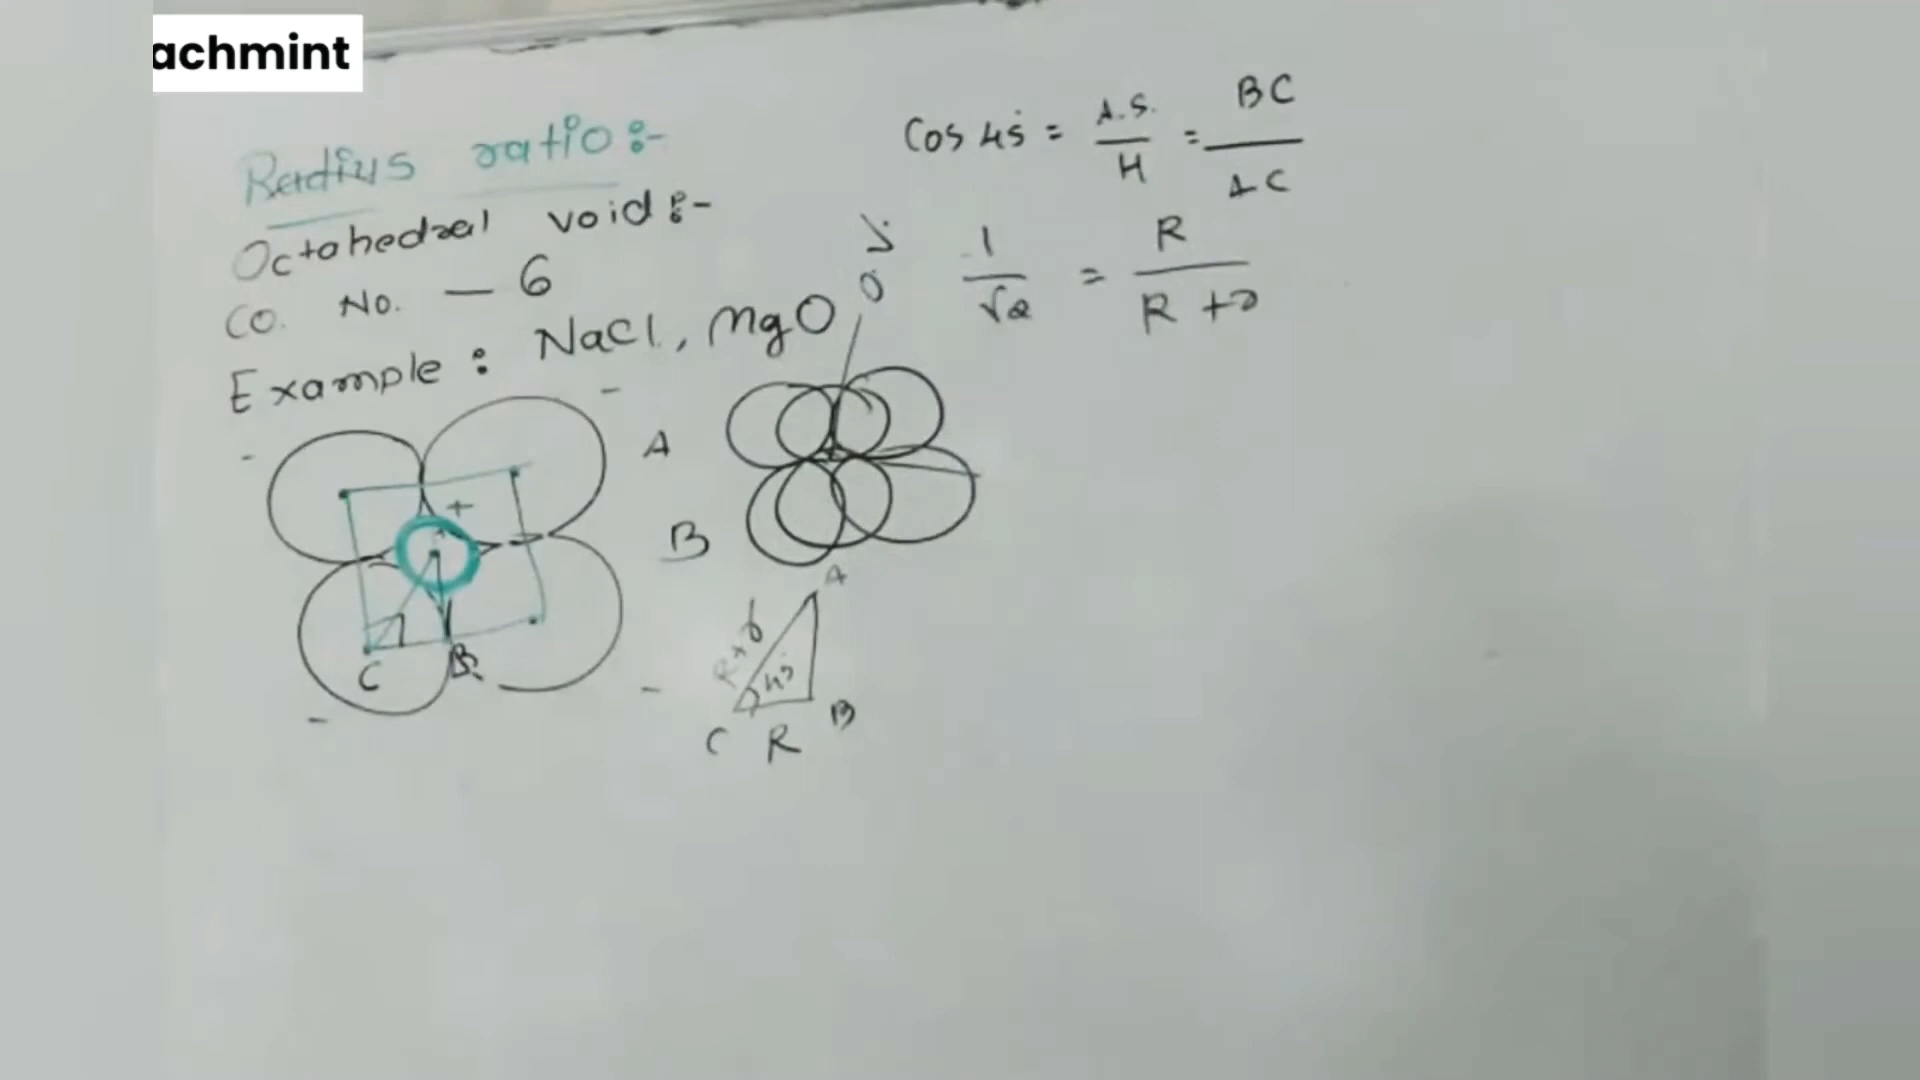 achmint
Radius ratio:-
Octahedral void:-
CO. No. — 6
Example : NaCl, MgO
+
A
B
C
B
Cos 45° = A.S. / H = BC / AC
1 / √2 = R / R + r
A
R + r
45°
C R B